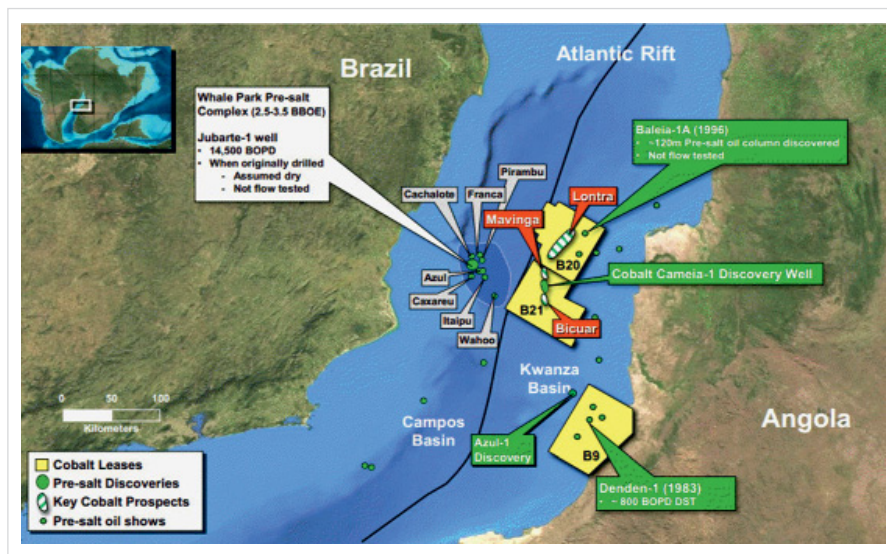 Brazil
Atlantic Rift
Whale Park Pre-salt
Complex (2.5-3.5 BBOE)
Jubarte-1 well
• 14,500 BOPD
• When originally drilled
- Assumed dry
- Not flow tested
Baleia-1A (1996)
• ~120m Pre-salt oil column discovered
• Not flow tested
Pirambu
Cachalote
Franca
Lontra
Mavinga
B20
Azul
Cobalt Cameia-1 Discovery Well
Caxareu
B21
Itaipu
Bicuar
Wahoo
Kwanza
Basin
0 50 100
Kilometers
Campos
Basin
Angola
Azul-1
Discovery
B9
Cobalt Leases
Pre-salt Discoveries
Key Cobalt Prospects
Pre-salt oil shows
Denden-1 (1983)
• ~ 800 BOPD DST